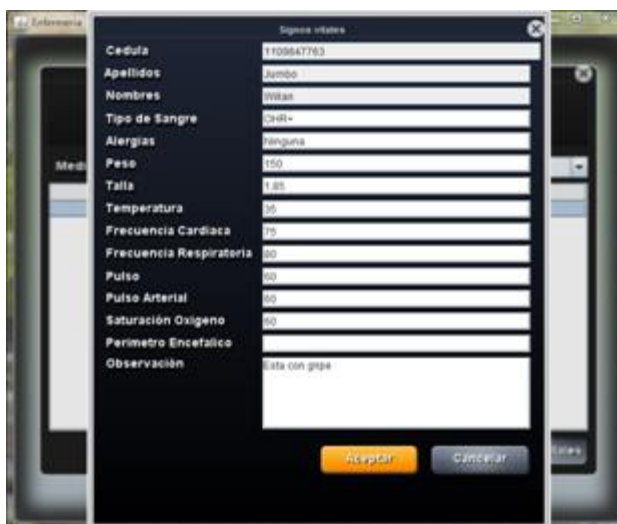 Enfermeria
Signos vitales
Cedula 1109847763
Apellidos Jumbo
Nombres
Tipo de Sangre OHR+
Alergias Ninguna
Medi
Peso 150
Talla 1.85
Temperatura 35
Frecuencia Cardiaca 75
Frecuencia Respiratoria 80
Pulso 60
Pulso Arterial 60
Saturación Oxigeno 60
Perimetro Encefalico
Observación Esta con gripe
Aceptar Cancelar
tales